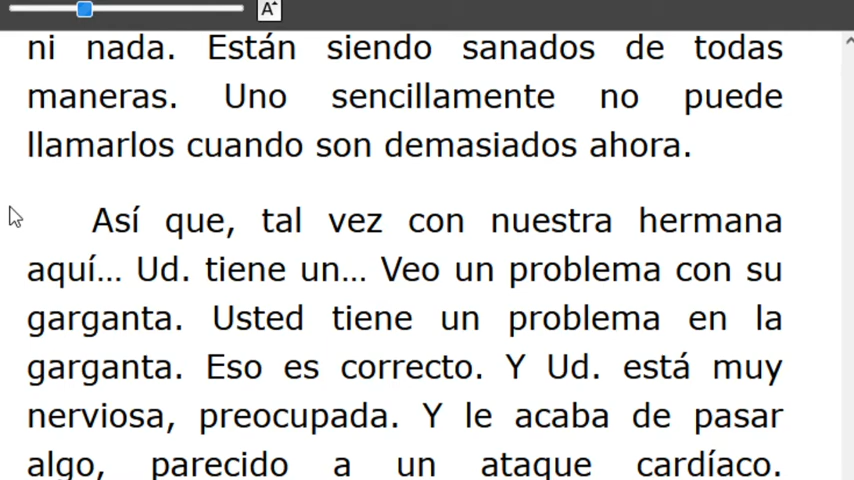 A
ni nada. Están siendo sanados de todas
maneras. Uno sencillamente no puede
llamarlos cuando son demasiados ahora.
Así que, tal vez con nuestra hermana
aquí... Ud. tiene un... Veo un problema con su
garganta. Usted tiene un problema en la
garganta. Eso es correcto. Y Ud. está muy
nerviosa, preocupada. Y le acaba de pasar
algo, parecido a un ataque cardíaco.